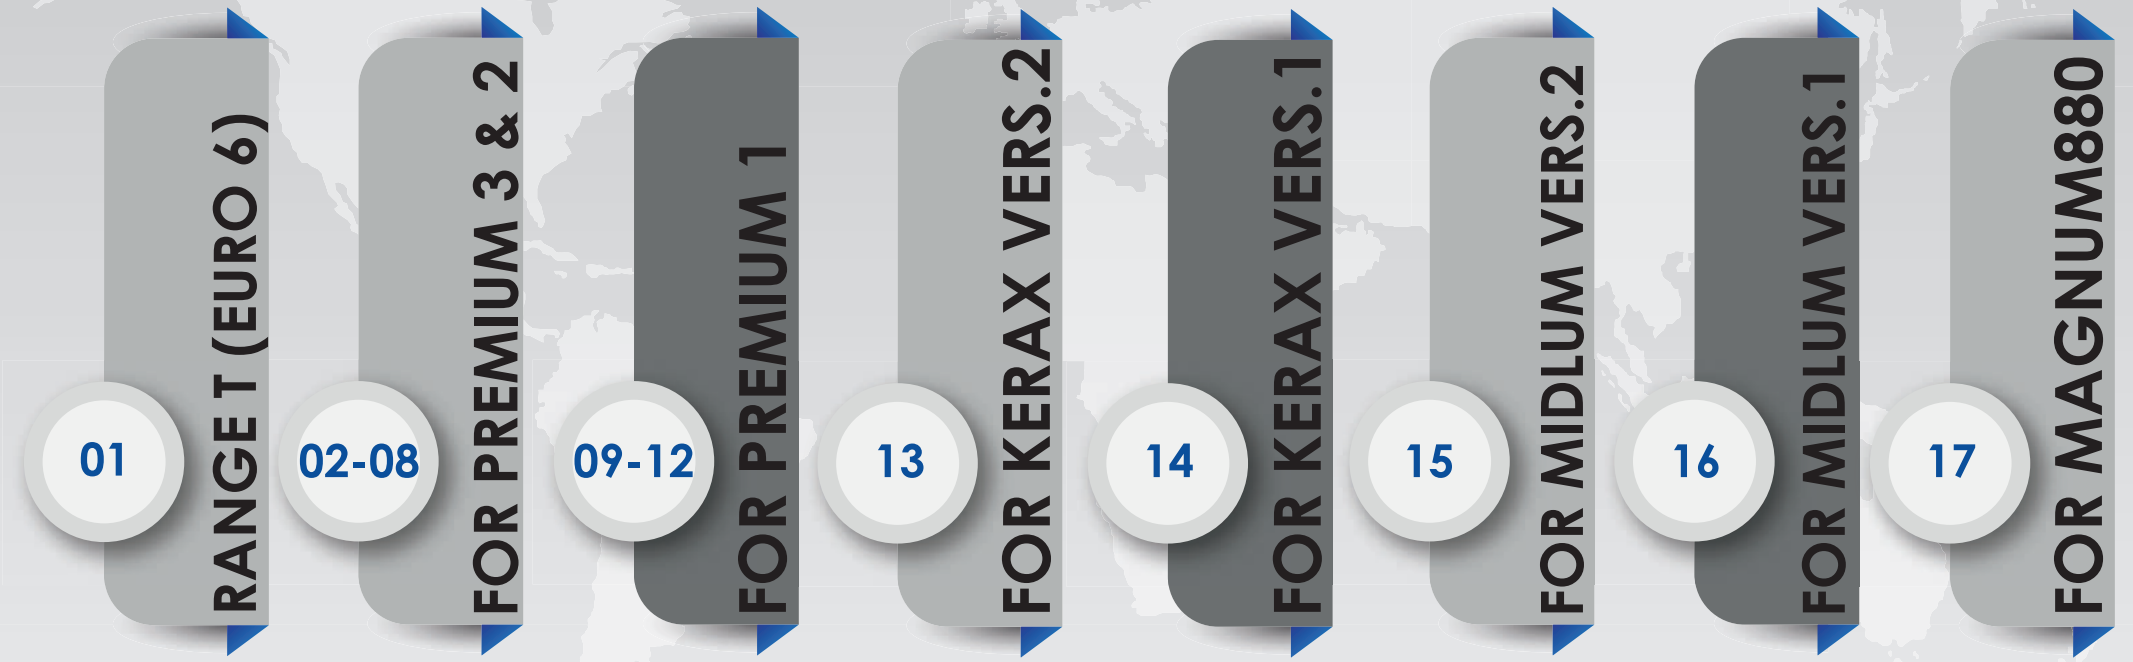 01
RANGE T (EURO 6)
02-08
FOR PREMIUM 3 & 2
09-12
FOR PREMIUM 1
13
FOR KERAX VERS.2
14
FOR KERAX VERS.1
15
FOR MIDLUM VERS.2
16
FOR MIDLUM VERS.1
17
FOR MAGNUM880